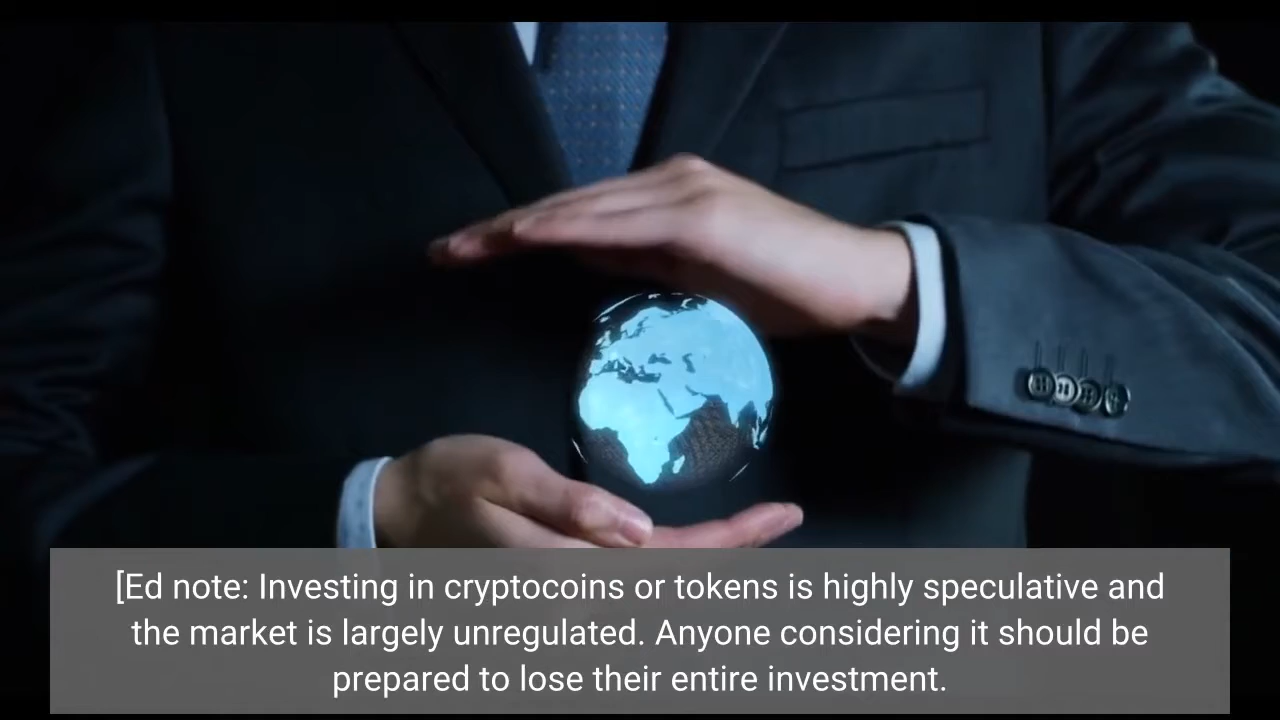 [Ed note: Investing in cryptocoins or tokens is highly speculative and
the market is largely unregulated. Anyone considering it should be
prepared to lose their entire investment.